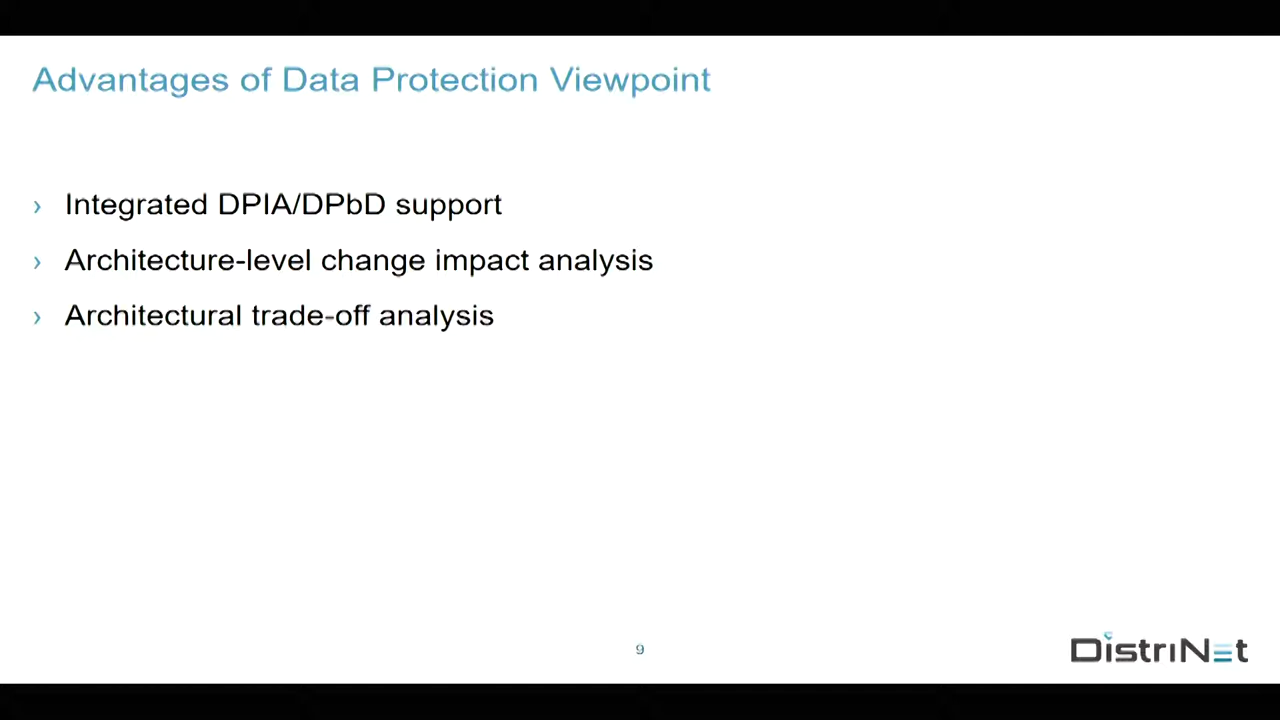 Advantages of Data Protection Viewpoint
› Integrated DPIA/DPbD support
› Architecture-level change impact analysis
› Architectural trade-off analysis
9
DistriNet